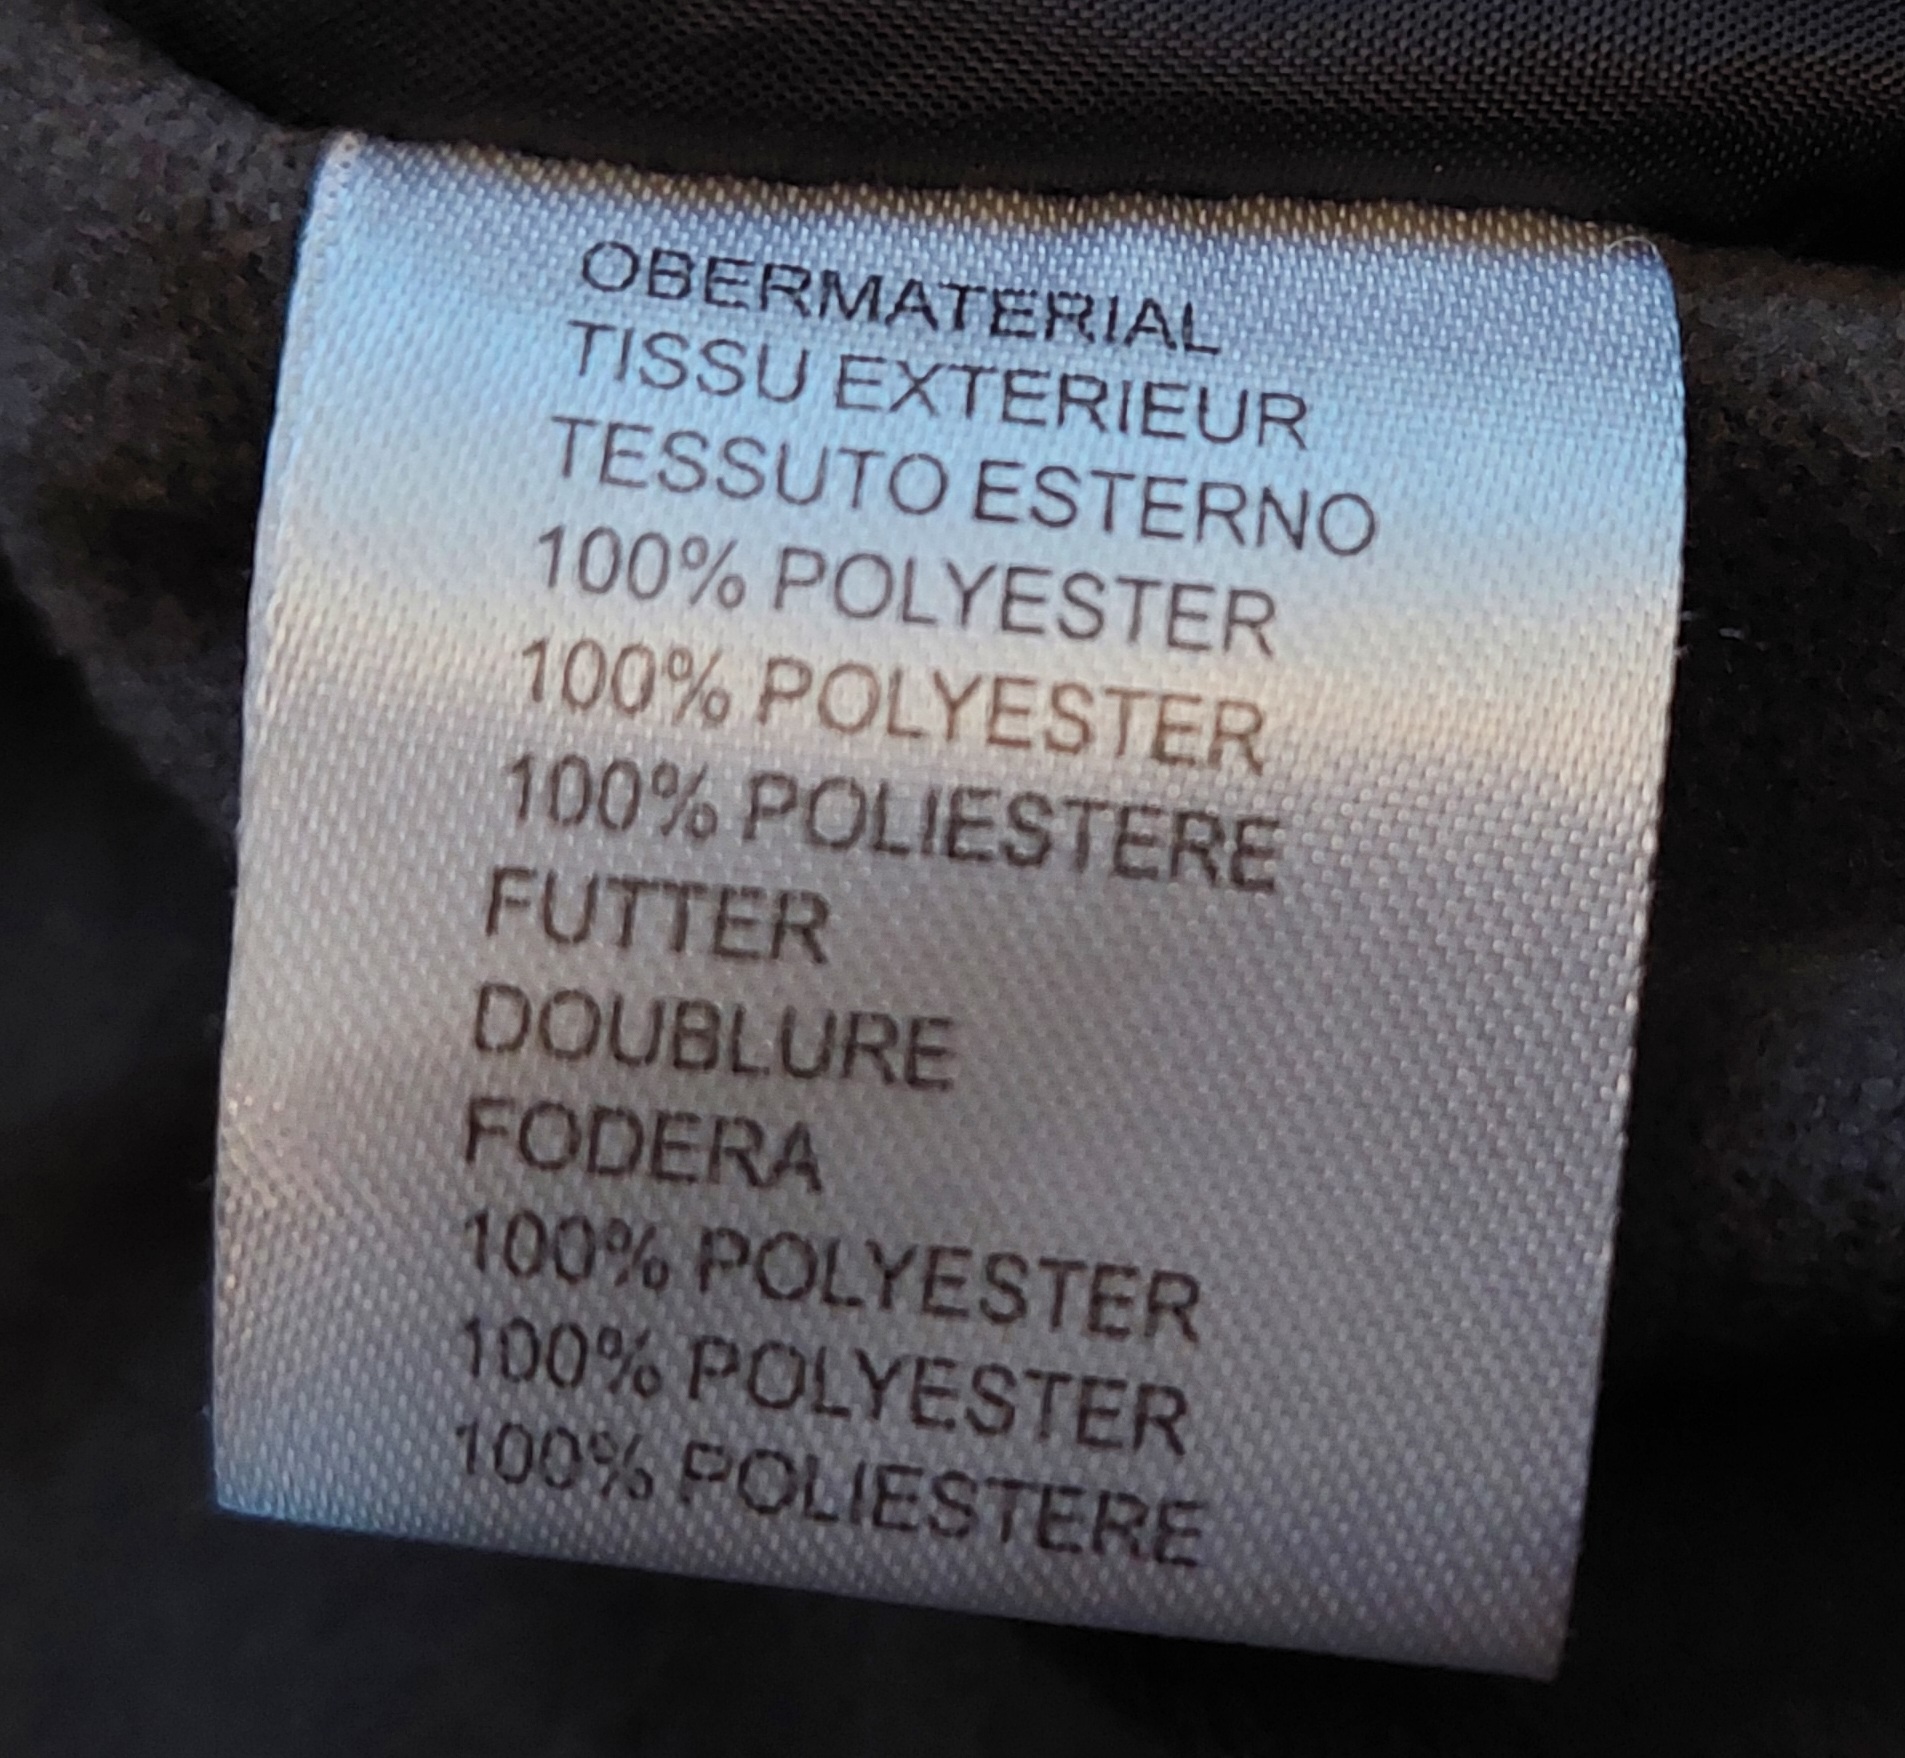 OBERMATERIAL
TISSU EXTERIEUR
TESSUTO ESTERNO
100% POLYESTER
100% POLYESTER
100% POLIESTERE
FUTTER
DOUBLURE
FODERA
100% POLYESTER
100% POLYESTER
100% POLIESTERE